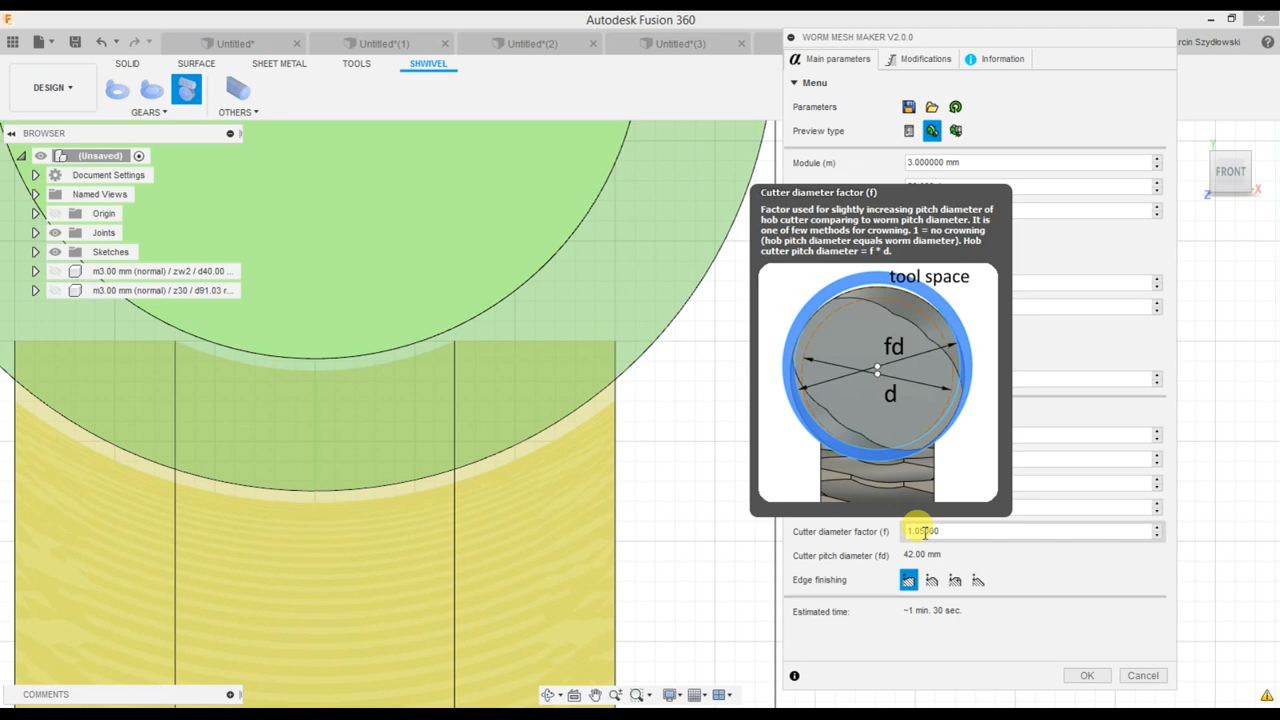 Autodesk Fusion 360
Untitled*
Untitled*(1)
Untitled*(2)
Untitled*(3)
WORM MESH MAKER V2.0.0
rcin Szydłowski
SOLID SURFACE SHEET METAL TOOLS SHWIVEL
Main parameters Modifications Information
DESIGN
GEARS
OTHERS
Menu
Parameters
Preview type
BROWSER
(Unsaved)
Document Settings
Named Views
Origin
Joints
Sketches
m3.00 mm (normal) / zw2 / d40.00 ...
m3.00 mm (normal) / z30 / d91.03 r...
Module (m) 3.000000 mm
Y
FRONT
Z
X
Cutter diameter factor (f)
Factor used for slightly increasing pitch diameter of
hob cutter comparing to worm pitch diameter. It is
one of few methods for crowning. 1 = no crowning
(hob pitch diameter equals worm diameter). Hob
cutter pitch diameter = f * d.
tool space
fd
d
Cutter diameter factor (f) 1.05000
Cutter pitch diameter (fd) 42.00 mm
Edge finishing
Estimated time: ~1 min. 30 sec.
OK Cancel
COMMENTS